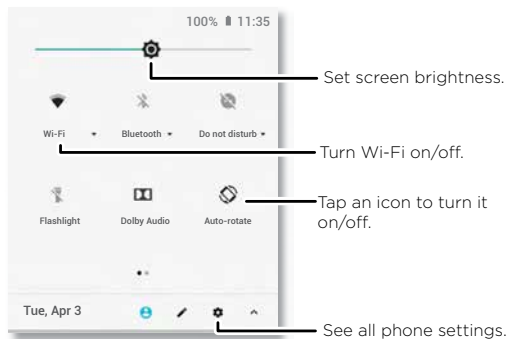 100% 11:35
Set screen brightness.
Wi-Fi Bluetooth Do not disturb
Turn Wi-Fi on/off.
Tap an icon to turn it
on/off.
Flashlight Dolby Audio Auto-rotate
Tue, Apr 3
See all phone settings.